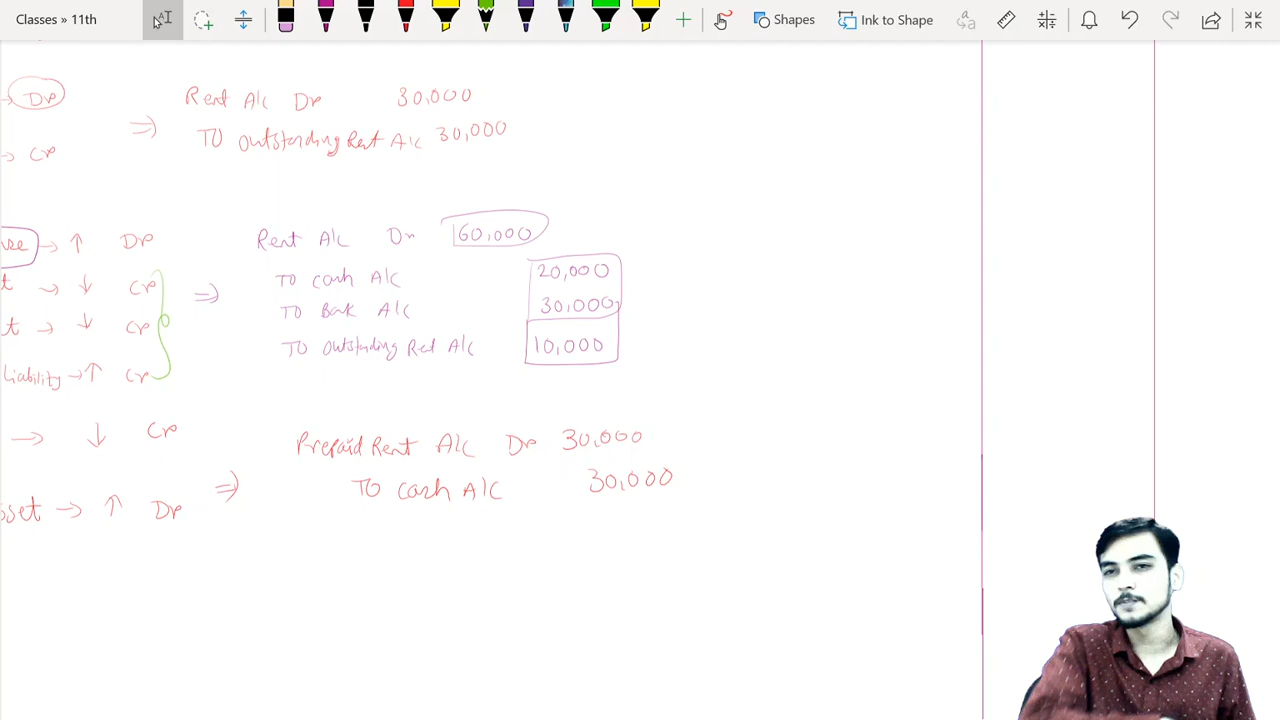 Classes » 11th
Shapes
Ink to Shape
→ Dr
Rent A/c Dr 30,000
⇒
To Outstanding Rent A/c 30,000
→ Cr
→ ↑ Dr
Rent A/c Dr 60,000
t → ↓ Cr
To cash A/c 20,000
⇒
To Bank A/c 30,000
t → ↓ Cr
To Outstanding Rent A/c 10,000
Liability → ↑ Cr
→ ↓ Cr
Prepaid Rent A/c Dr 30,000
⇒
To cash A/c 30,000
sset → ↑ Dr